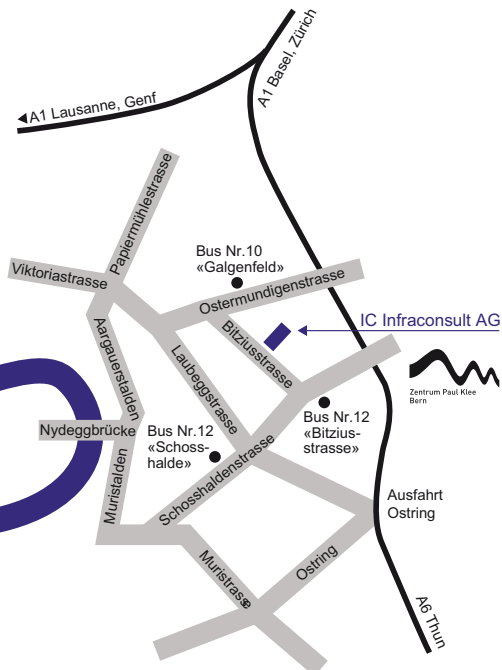 A1 Basel, Zürich
A1 Lausanne, Genf
Papiermühlestrasse
Viktoriastrasse
Bus Nr.10
«Galgenfeld»
Ostermundigenstrasse
IC Infraconsult AG
Bitziusstrasse
Aargauerstalden
Laubeggstrasse
Zentrum Paul Klee
Bern
Nydeggbrücke
Bus Nr.12
«Schoss-
halde»
Bus Nr.12
«Bitzius-
strasse»
Muristalden
Schosshaldenstrasse
Ausfahrt
Ostring
Muristrasse
Ostring
A6 Thun